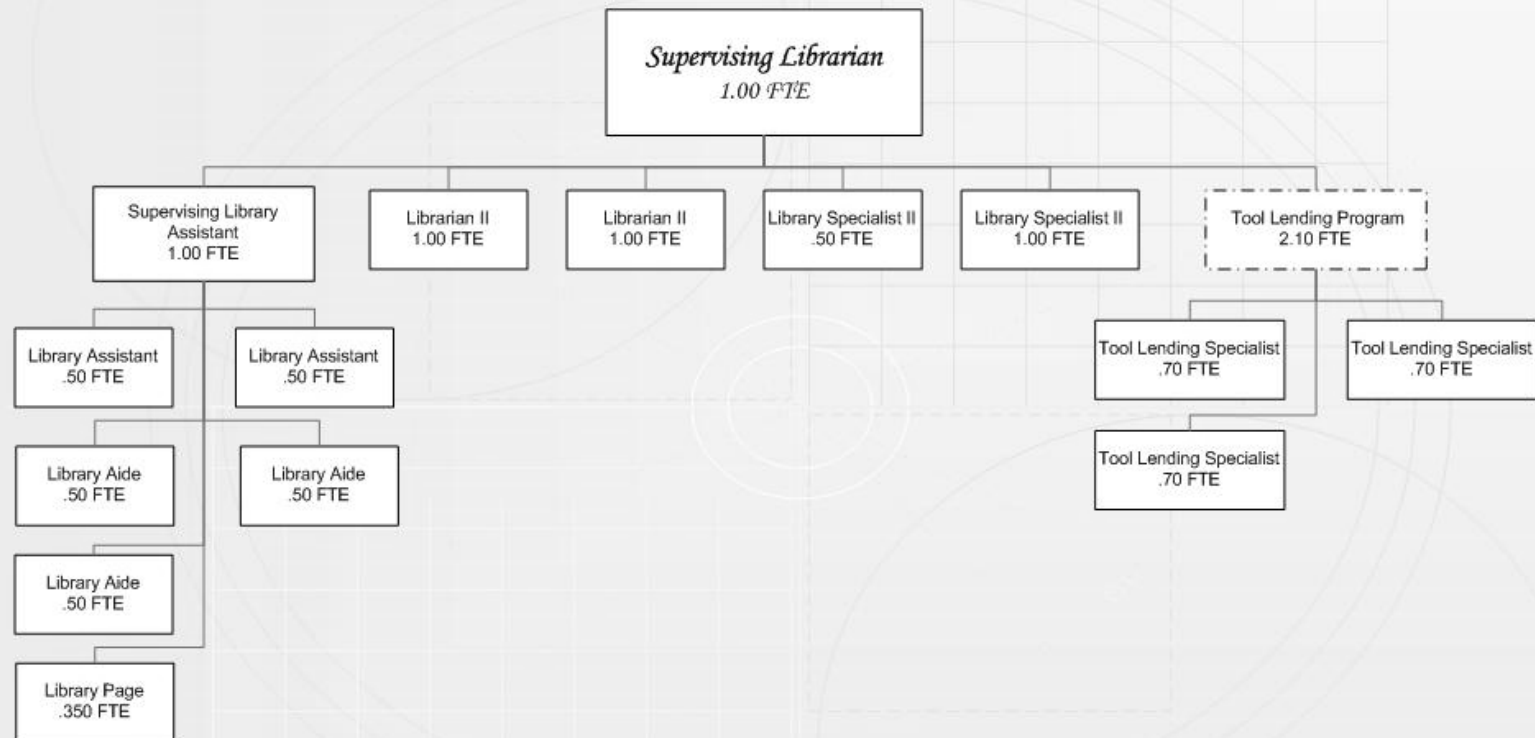 Supervising Librarian
1.00 FTE
Supervising Library
Assistant
1.00 FTE
Librarian II
1.00 FTE
Librarian II
1.00 FTE
Library Specialist II
.50 FTE
Library Specialist II
1.00 FTE
Tool Lending Program
2.10 FTE
Library Assistant
.50 FTE
Library Assistant
.50 FTE
Tool Lending Specialist
.70 FTE
Tool Lending Specialist
.70 FTE
Library Aide
.50 FTE
Library Aide
.50 FTE
Tool Lending Specialist
.70 FTE
Library Aide
.50 FTE
Library Page
.350 FTE